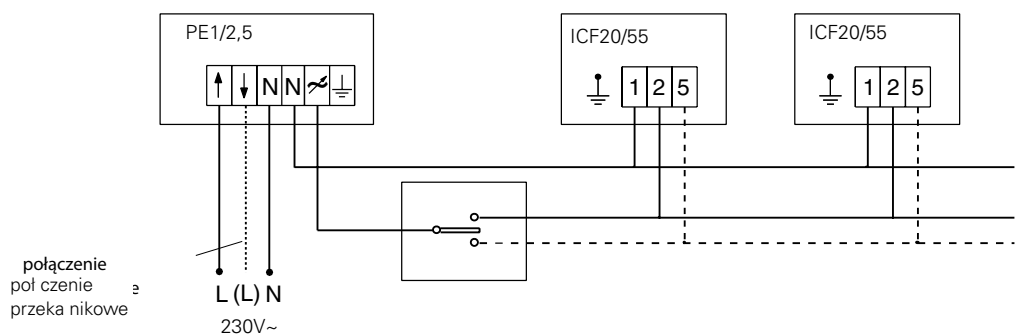 PE1/2,5
ICF20/55
ICF20/55
N N
1 2 5
1 2 5
połączenie
poł czenie e
przeka nikowe
L (L) N
230V~